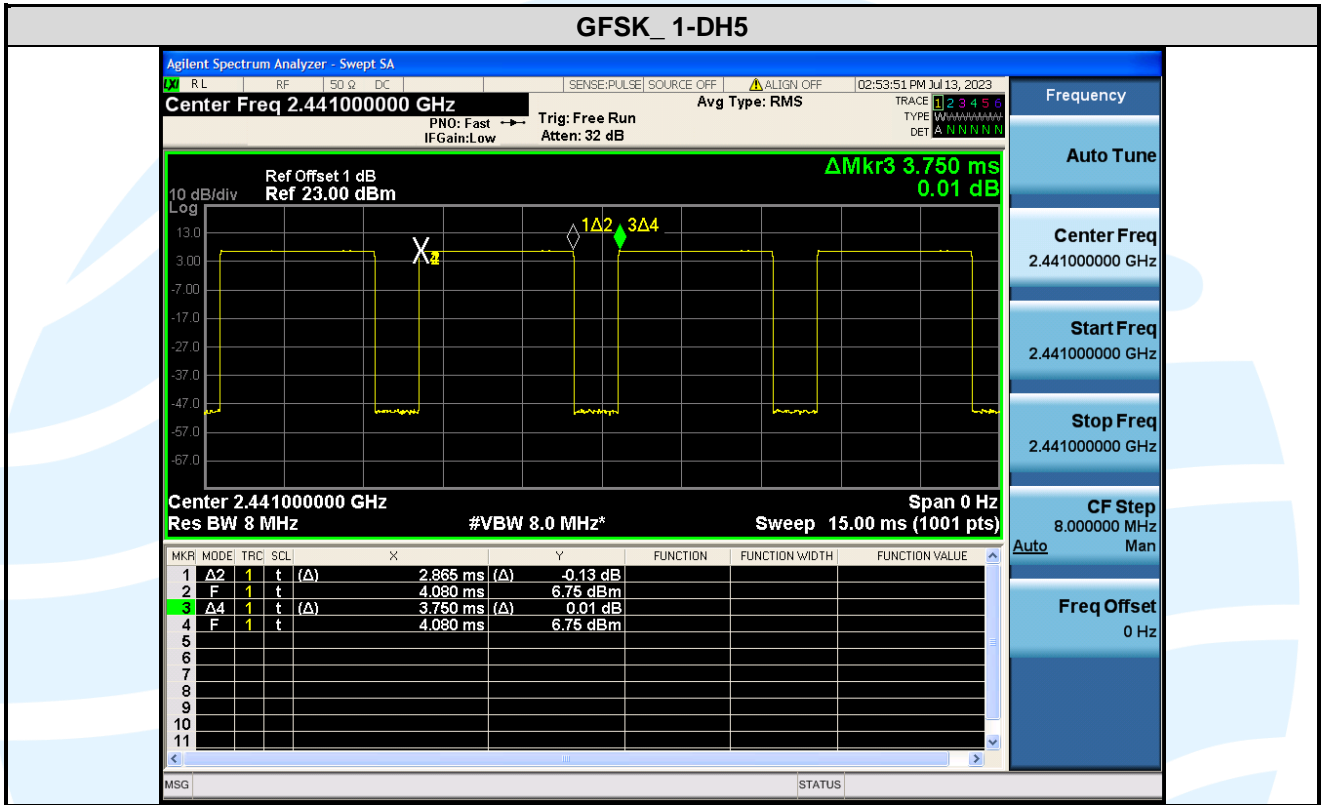 GFSK_ 1-DH5
Agilent Spectrum Analyzer - Swept SA
LXI RL RF 50 Ω DC SENSE:PULSE SOURCE OFF ALIGN OFF 02:53:51 PM Jul 13, 2023
Center Freq 2.441000000 GHz
PNO: Fast
IFGain:Low
Trig: Free Run
Atten: 32 dB
Avg Type: RMS
TRACE 1 2 3 4 5 6
TYPE
DET A N N N N N
Frequency
Auto Tune
Center Freq
2.441000000 GHz
Start Freq
2.441000000 GHz
Stop Freq
2.441000000 GHz
CF Step
8.000000 MHz
Auto Man
Freq Offset
0 Hz
ΔMkr3 3.750 ms
0.01 dB
Ref Offset 1 dB
10 dB/div Ref 23.00 dBm
Log
13.0
3.00
-7.00
-17.0
-27.0
-37.0
-47.0
-57.0
-67.0
1Δ2 3Δ4
Center 2.441000000 GHz Span 0 Hz
Res BW 8 MHz #VBW 8.0 MHz* Sweep 15.00 ms (1001 pts)
MKR MODE TRC SCL X Y FUNCTION FUNCTION WIDTH FUNCTION VALUE
1 Δ2 1 t (Δ) 2.865 ms (Δ) -0.13 dB
2 F 1 t 4.080 ms 6.75 dBm
3 Δ4 1 t (Δ) 3.750 ms (Δ) 0.01 dB
4 F 1 t 4.080 ms 6.75 dBm
5
6
7
8
9
10
11
MSG STATUS